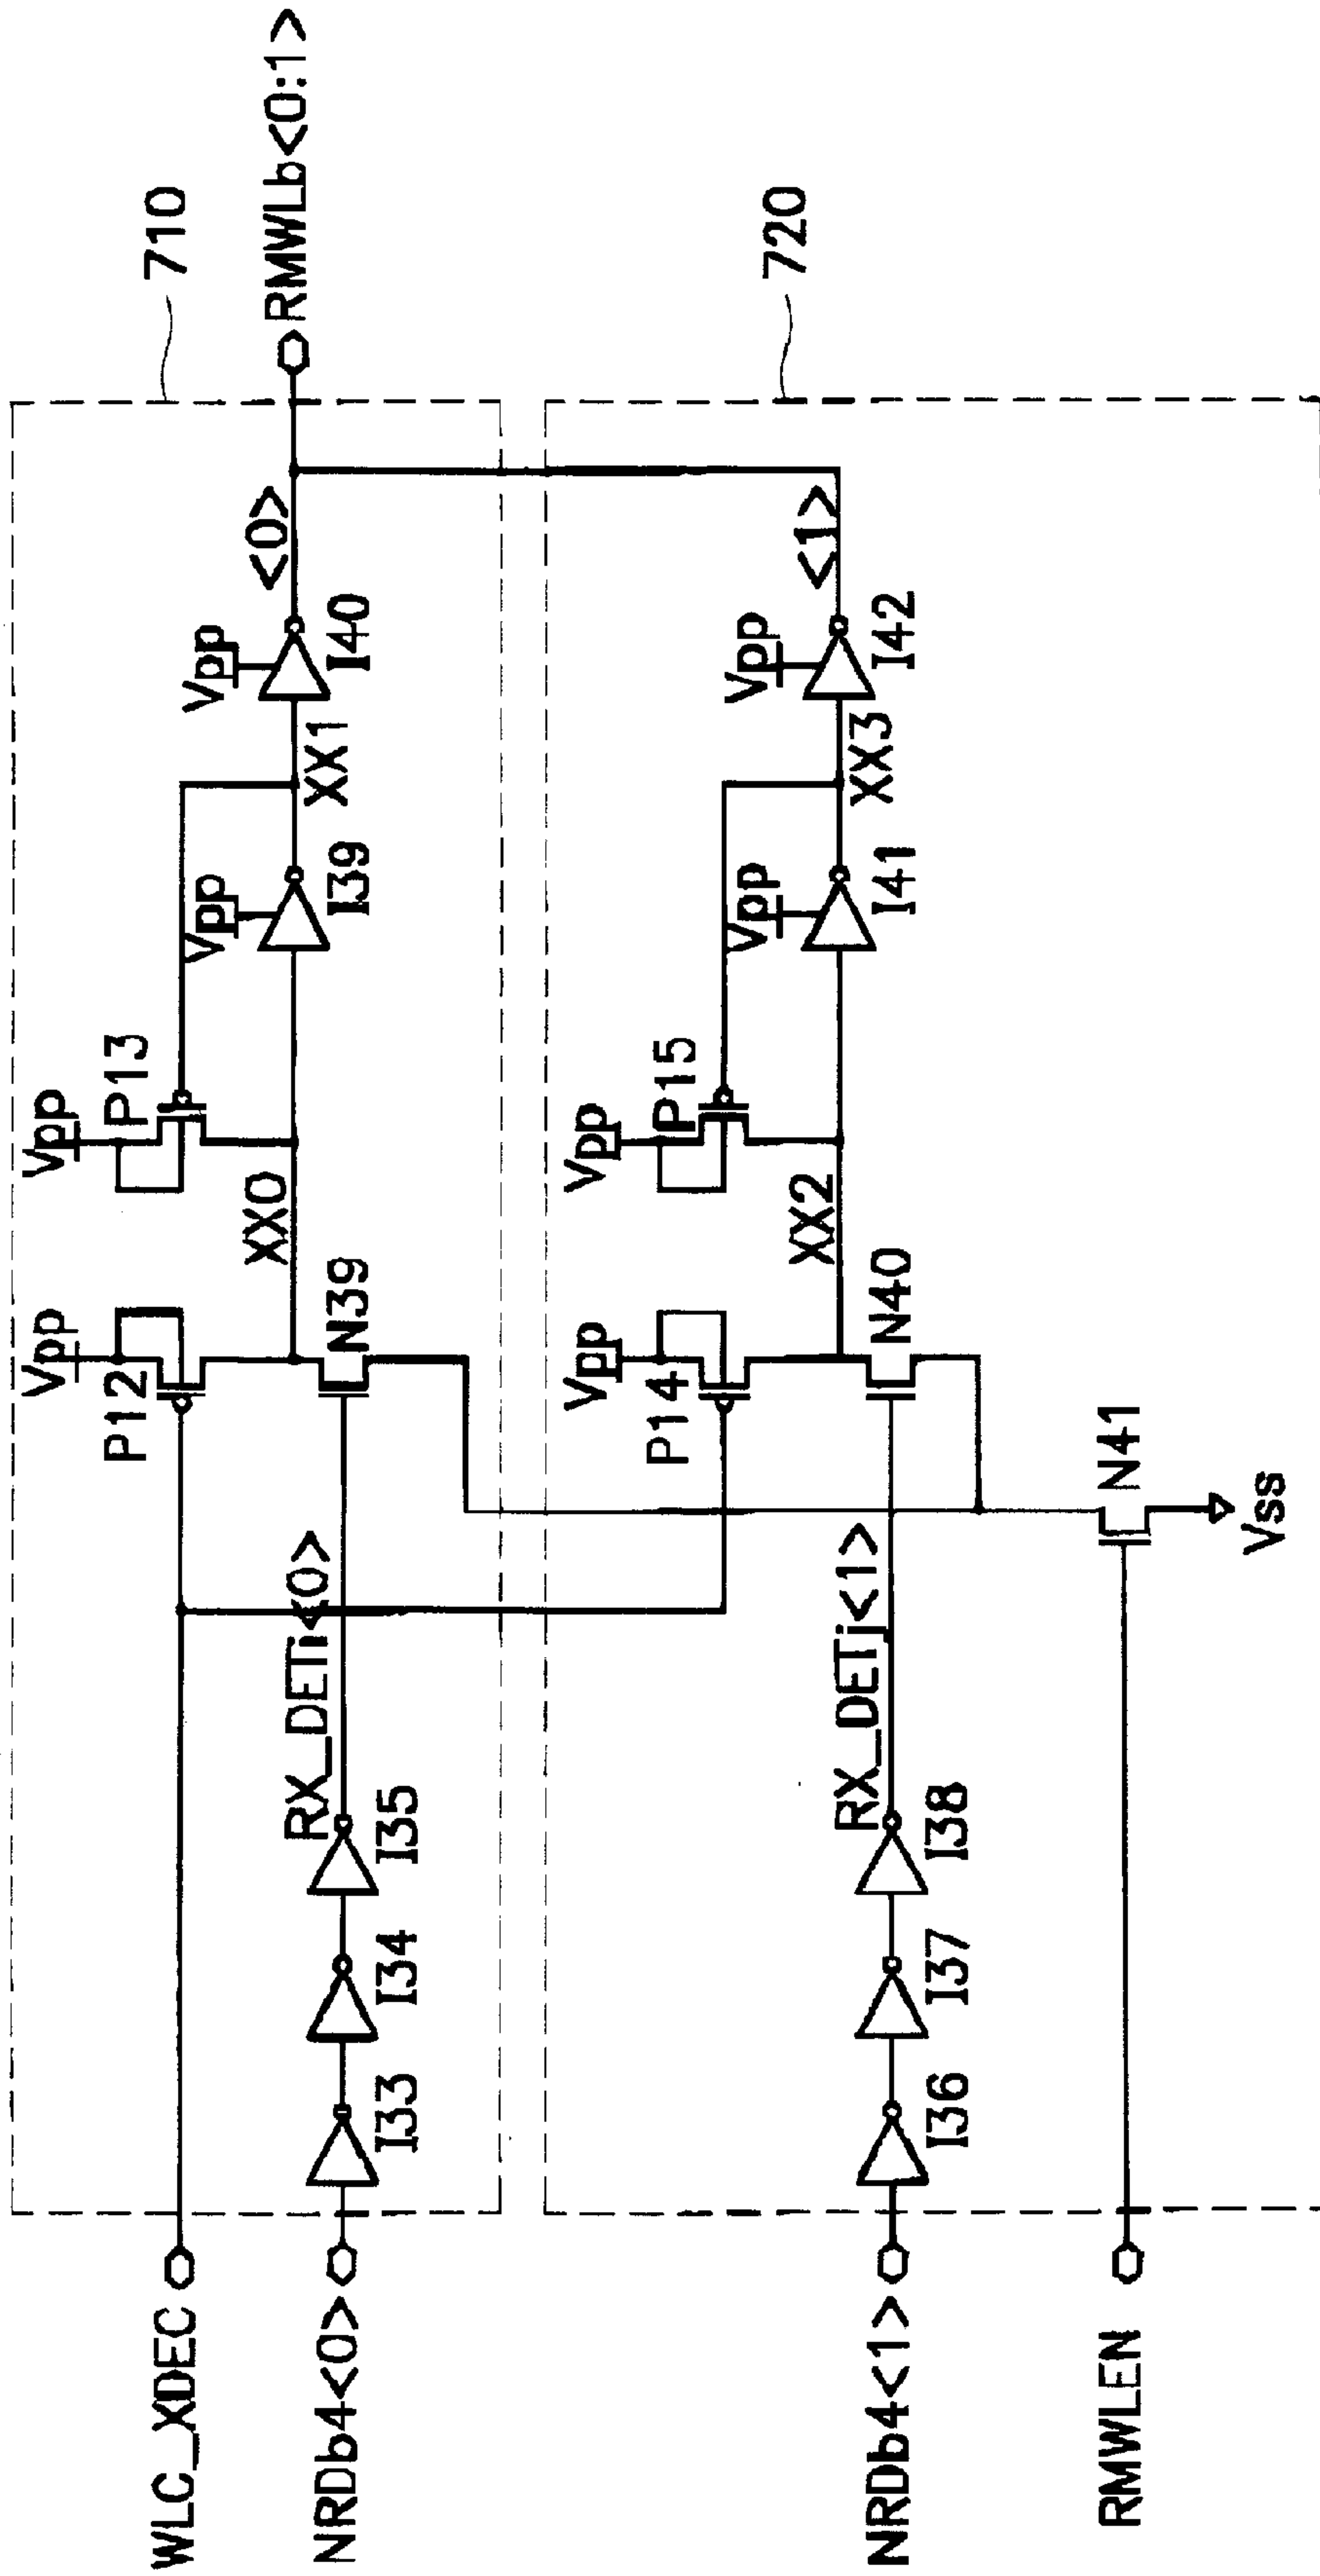 WLC_XDEC
NRDb4<0>
NRDb4<1>
RMWLEN
I33
I34
I35
RX_DETi<0>
I36
I37
I38
RX_DETj<1>
Vpp
P12
N39
XX0
Vpp
P13
Vpp
I39
XX1
Vpp
I40
<0>
RMWLb<0:1>
710
Vpp
P14
N40
XX2
Vpp
P15
Vpp
I41
XX3
Vpp
I42
<1>
720
N41
Vss